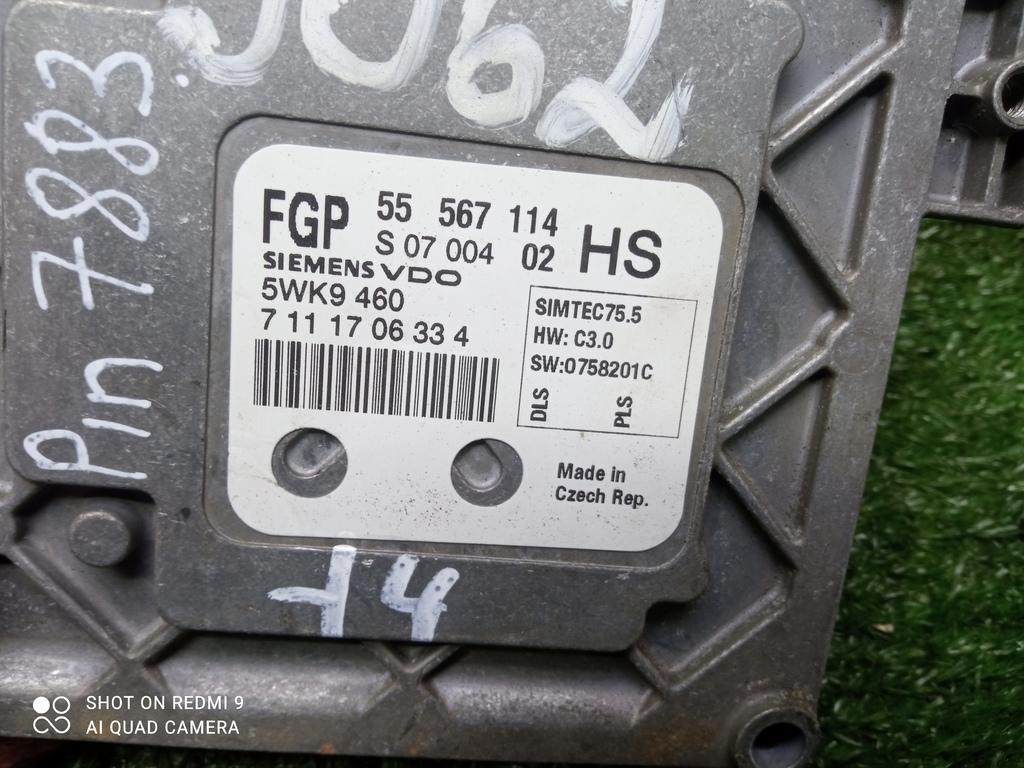 J062
Pin 7883
FGP 55 567 114 HS
S 07 004 02
SIEMENS VDO
5WK9 460
7 11 17 06 33 4
SIMTEC75.5
HW: C3.0
SW:0758201C
DLS PLS
Made in
Czech Rep.
14
SHOT ON REDMI 9
AI QUAD CAMERA